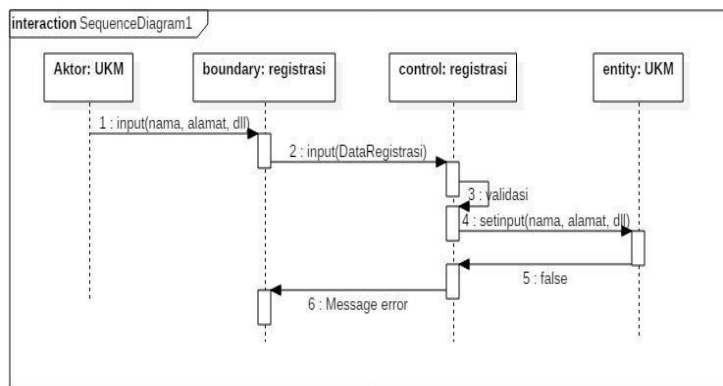 interaction SequenceDiagram1
Aktor: UKM
boundary: registrasi
control: registrasi
entity: UKM
1 : input(nama, alamat, dll)
2 : input(DataRegistrasi)
3 : validasi
4 : setinput(nama, alamat, dll)
5 : false
6 : Message error